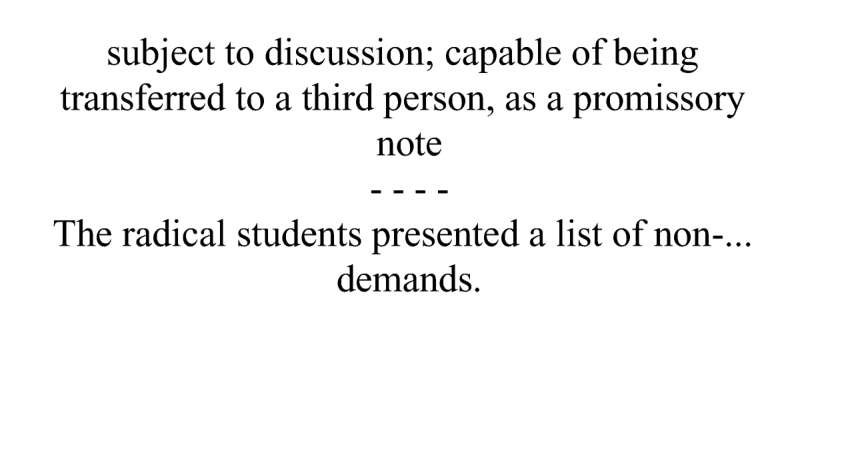 subject to discussion; capable of being
transferred to a third person, as a promissory
note
- - - -
The radical students presented a list of non-...
demands.